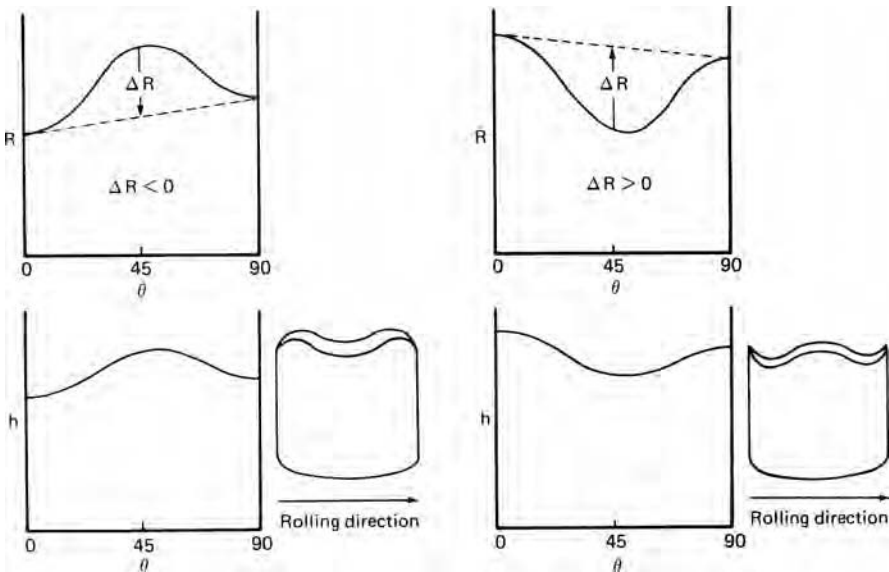 R
ΔR
ΔR < 0
0 45 90
θ
R
ΔR
ΔR > 0
0 45 90
θ
h
0 45 90
θ
Rolling direction
h
0 45 90
θ
Rolling direction